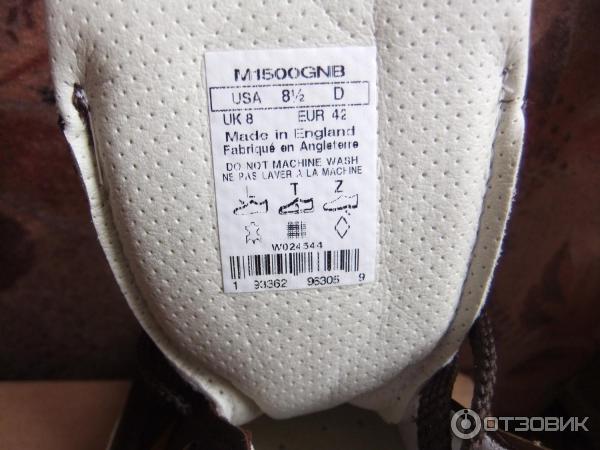 M1500GNB
USA 8½ D
UK 8 EUR 42
Made in England
Fabriqué en Angleterre
DO NOT MACHINE WASH
NE PAS LAVER A LA MACHINE
L T Z
W024544
1 93362 96305 9
ОТЗОВИК